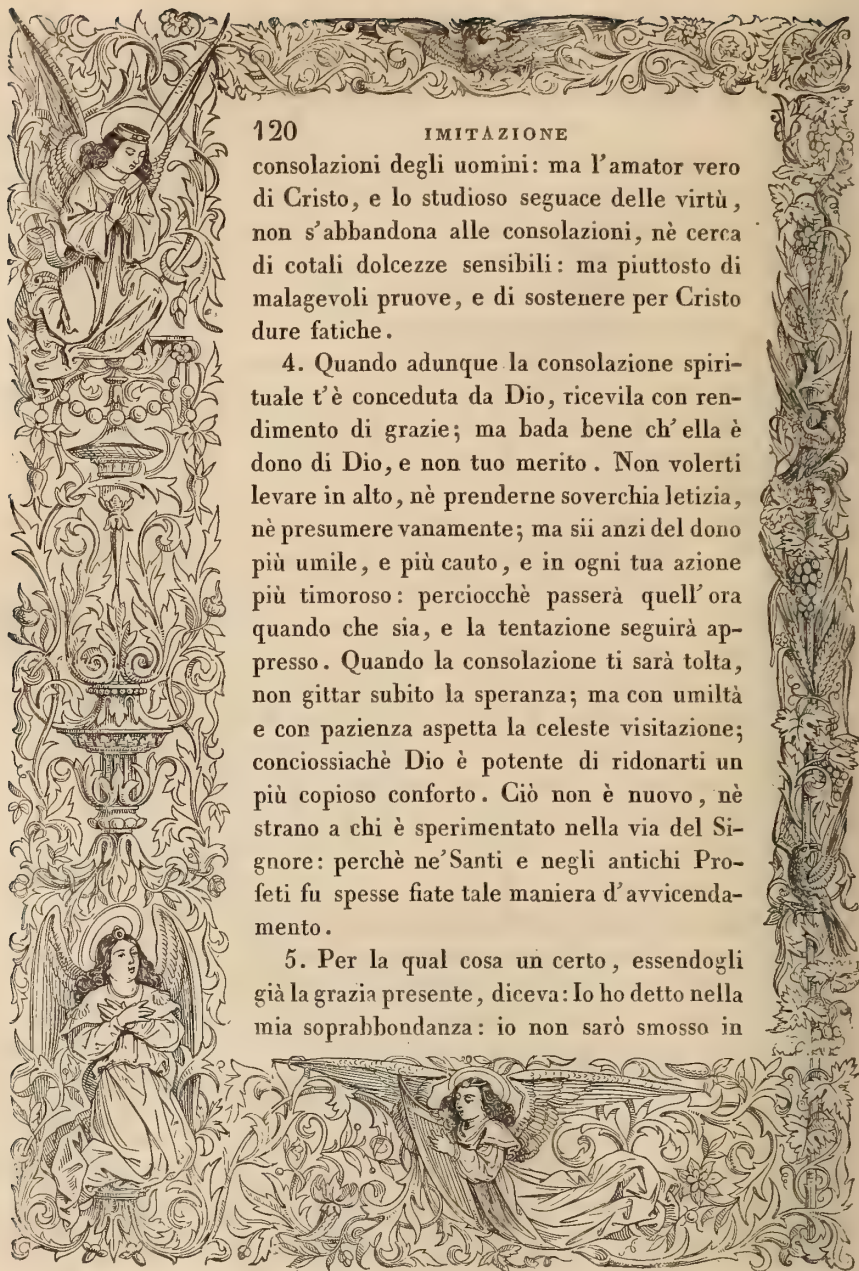 120 IMITAZIONE
consolazioni degli uomini: ma l'amator vero
di Cristo, e lo studioso seguace delle virtù,
non s'abbandona alle consolazioni, nè cerca
di cotali dolcezze sensibili: ma piuttosto di
malagevoli pruove, e di sostenere per Cristo
dure fatiche.
4. Quando adunque la consolazione spiri-
tuale t'è conceduta da Dio, ricevila con ren-
dimento di grazie; ma bada bene ch'ella è
dono di Dio, e non tuo merito. Non volerti
levare in alto, nè prenderne soverchia letizia,
nè presumere vanamente; ma sii anzi del dono
più umile, e più cauto, e in ogni tua azione
più timoroso: perciocchè passerà quell'ora
quando che sia, e la tentazione seguirà ap-
presso. Quando la consolazione ti sarà tolta,
non gittar subito la speranza; ma con umiltà
e con pazienza aspetta la celeste visitazione;
conciossiachè Dio è potente di ridonarti un
più copioso conforto. Ciò non è nuovo, nè
strano a chi è sperimentato nella via del Si-
gnore: perchè ne'Santi e negli antichi Pro-
feti fu spesse fiate tale maniera d'avvicenda-
mento.
5. Per la qual cosa un certo, essendogli
già la grazia presente, diceva: Io ho detto nella
mia soprabbondanza: io non sarò smosso in